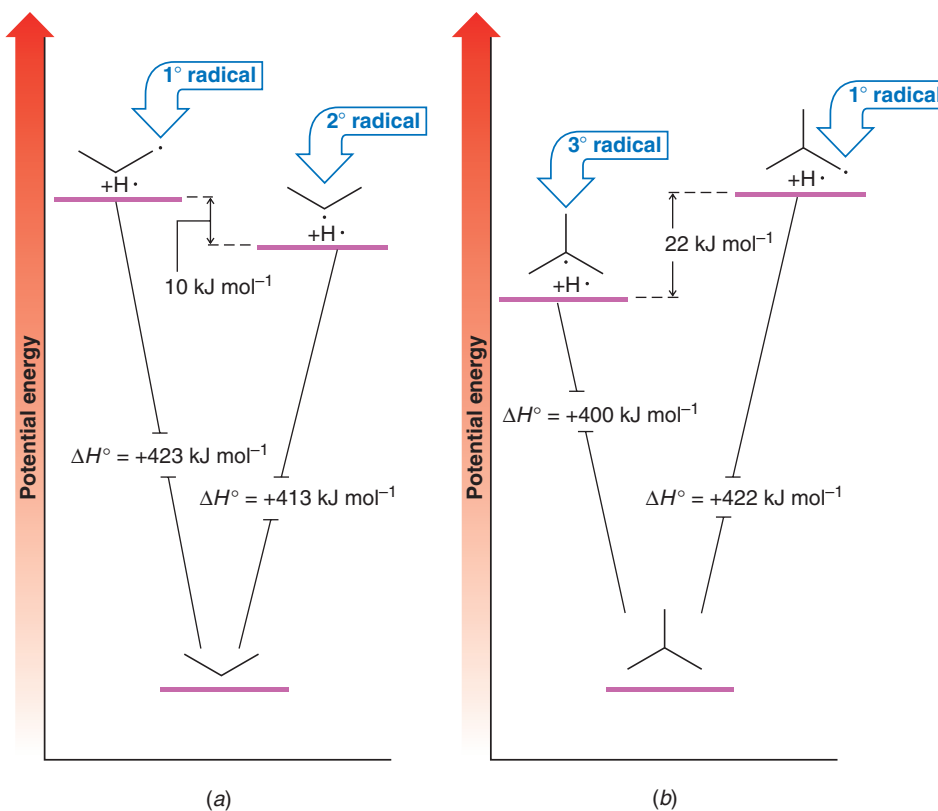 Potential energy
1° radical
+H •
2° radical
+H •
10 kJ mol⁻¹
ΔH° = +423 kJ mol⁻¹
ΔH° = +413 kJ mol⁻¹
(a)
Potential energy
3° radical
+H •
1° radical
+H •
22 kJ mol⁻¹
ΔH° = +400 kJ mol⁻¹
ΔH° = +422 kJ mol⁻¹
(b)